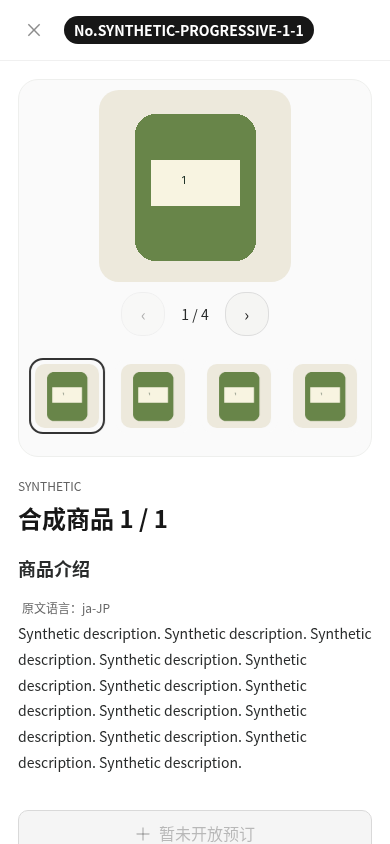 No.SYNTHETIC-PROGRESSIVE-1-1
1
‹
1 / 4
›
SYNTHETIC
合成商品 1 / 1
商品介绍
原文语言：ja-JP
Synthetic description. Synthetic description. Synthetic
description. Synthetic description. Synthetic
description. Synthetic description. Synthetic
description. Synthetic description. Synthetic
description. Synthetic description. Synthetic
description. Synthetic description.
暂未开放预订